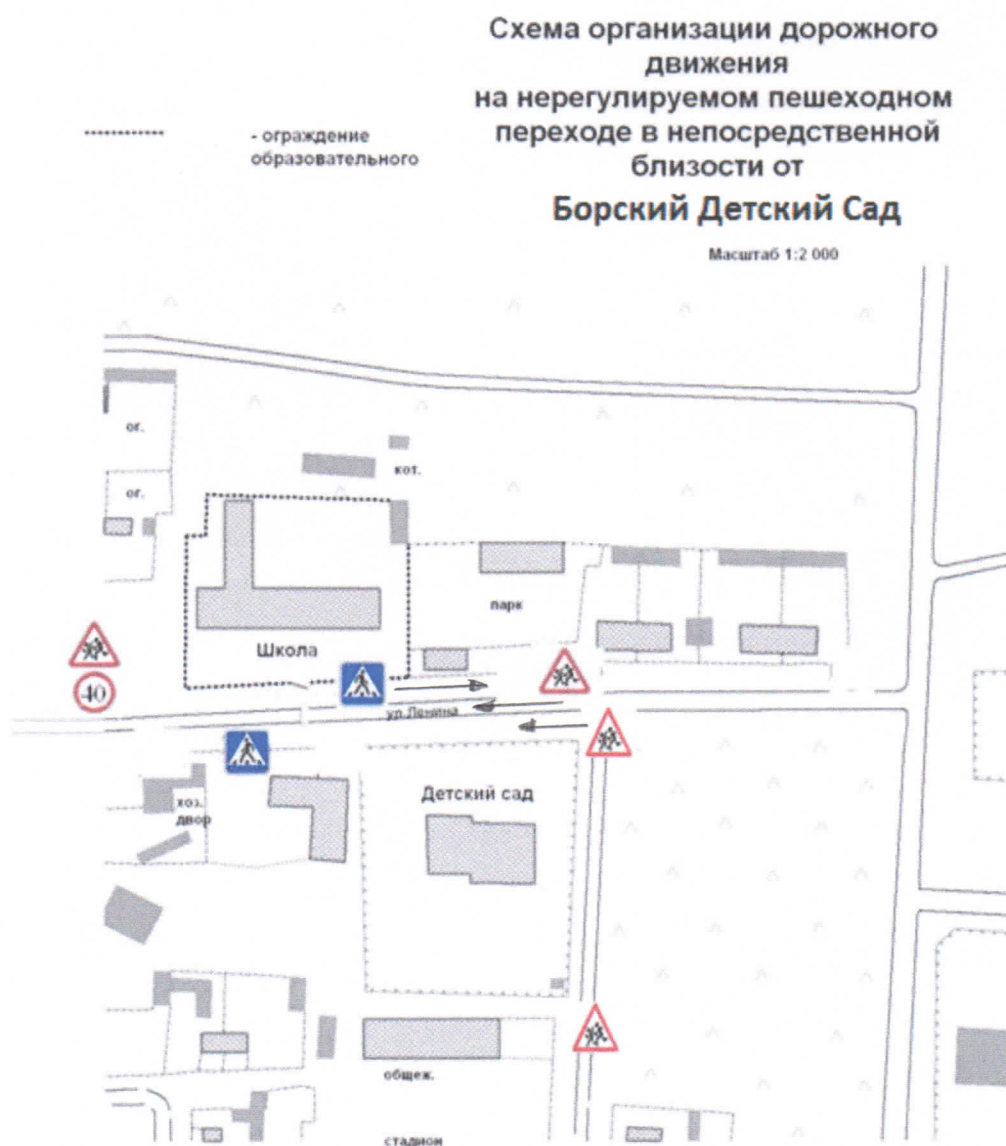 Схема организации дорожного
движения
на нерегулируемом пешеходном
переходе в непосредственной
близости от
Борский Детский Сад
- ограждение
образовательного
Масштаб 1:2 000
ог.
кот.
ог.
парк
Школа
40
ул Ленина
Детский сад
хоз.
двор
общеж.
стадион